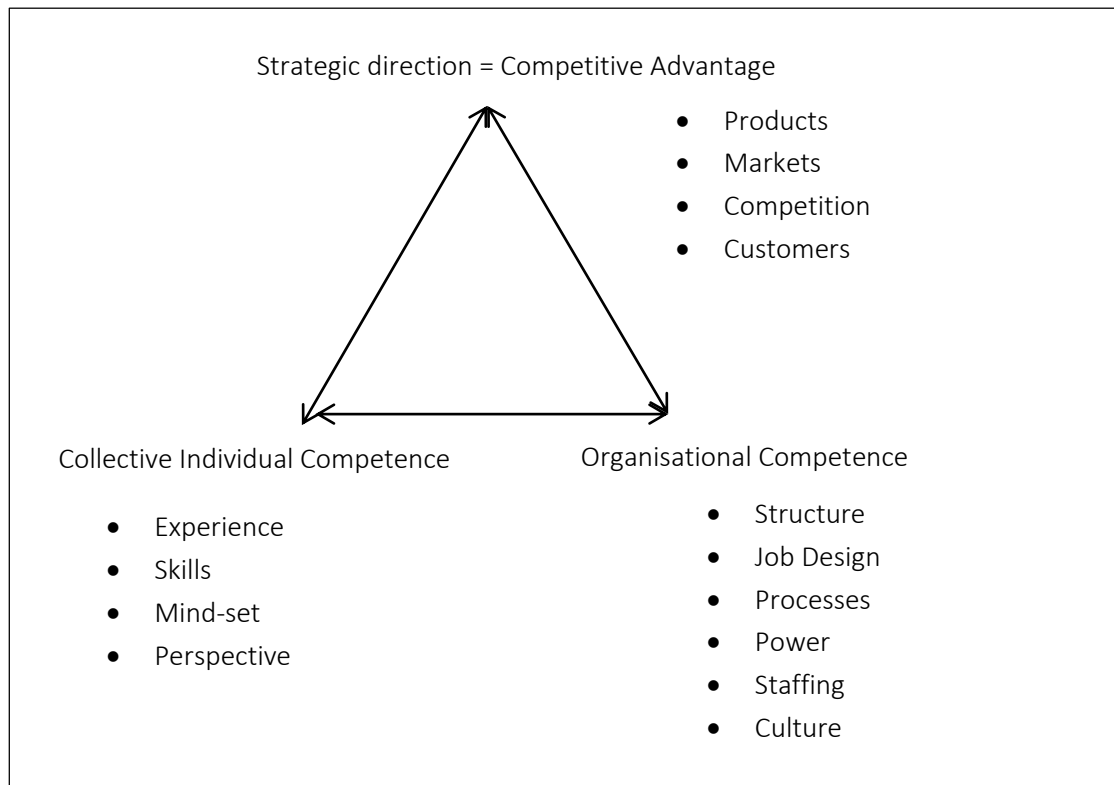 Strategic direction = Competitive Advantage
• Products
• Markets
• Competition
• Customers
Collective Individual Competence
• Experience
• Skills
• Mind-set
• Perspective
Organisational Competence
• Structure
• Job Design
• Processes
• Power
• Staffing
• Culture